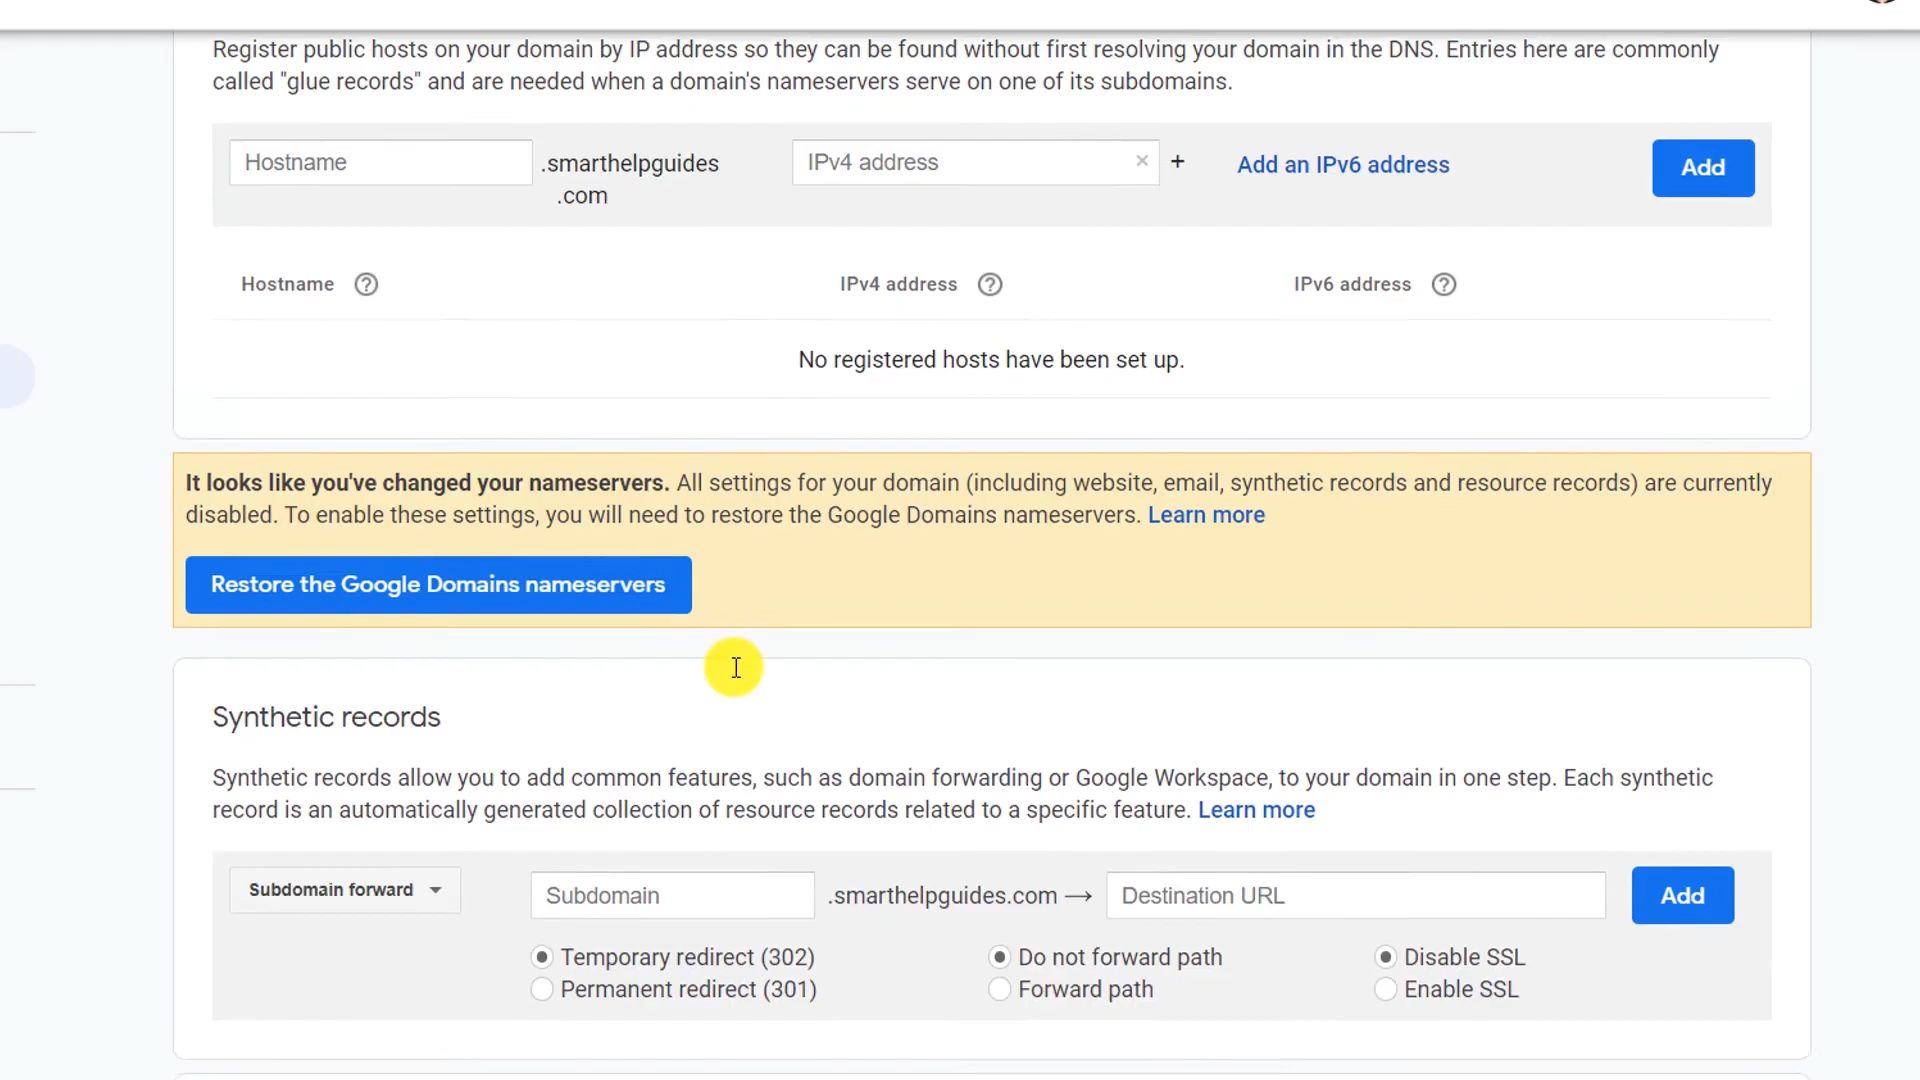 Register public hosts on your domain by IP address so they can be found without first resolving your domain in the DNS. Entries here are commonly
called "glue records" and are needed when a domain's nameservers serve on one of its subdomains.
Hostname .smarthelpguides IPv4 address × + Add an IPv6 address Add
.com
Hostname ? IPv4 address ? IPv6 address ?
No registered hosts have been set up.
It looks like you've changed your nameservers. All settings for your domain (including website, email, synthetic records and resource records) are currently
disabled. To enable these settings, you will need to restore the Google Domains nameservers. Learn more
Restore the Google Domains nameservers
Synthetic records
Synthetic records allow you to add common features, such as domain forwarding or Google Workspace, to your domain in one step. Each synthetic
record is an automatically generated collection of resource records related to a specific feature. Learn more
Subdomain forward Subdomain .smarthelpguides.com → Destination URL Add
Temporary redirect (302) Do not forward path Disable SSL
Permanent redirect (301) Forward path Enable SSL